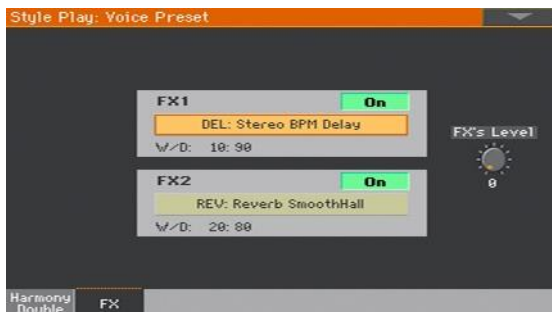 Style Play: Voice Preset
FX1 On
DEL: Stereo BPM Delay
W/D: 10:90
FX's Level
0
FX2 On
REV: Reverb SmoothHall
W/D: 20:80
Harmony
Double
FX